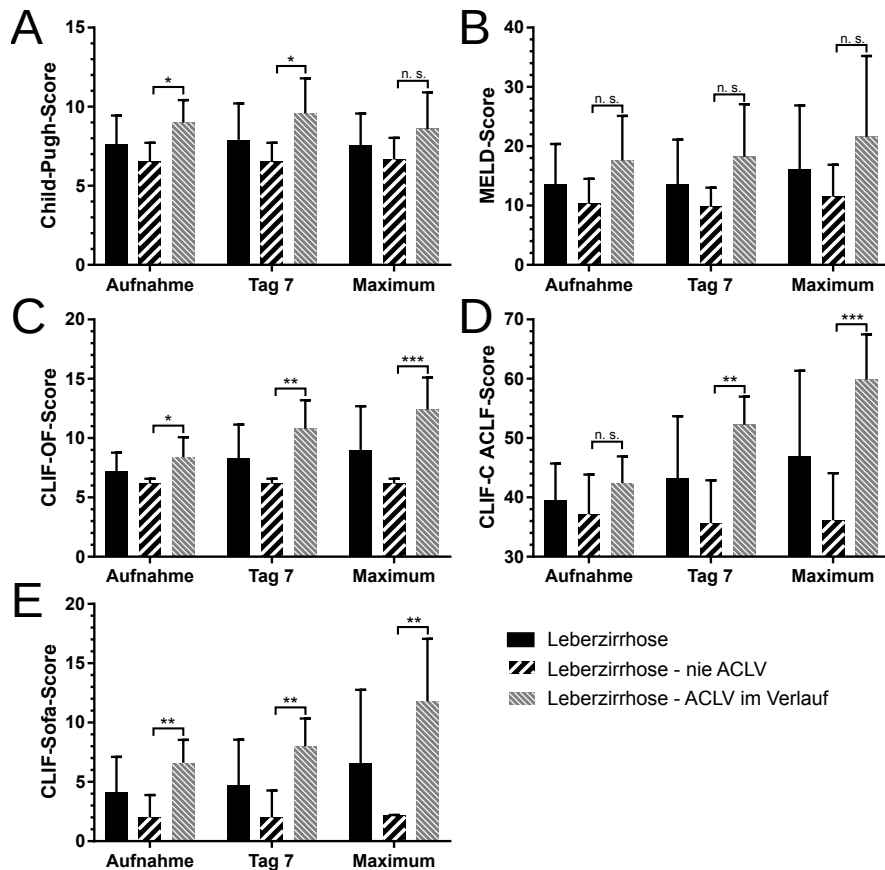 A
Child-Pugh-Score
15
10
5
0
*
*
n. s.
Aufnahme
Tag 7
Maximum
B
MELD-Score
40
30
20
10
0
n. s.
n. s.
n. s.
Aufnahme
Tag 7
Maximum
C
CLIF-OF-Score
20
15
10
5
0
*
**
***
Aufnahme
Tag 7
Maximum
D
CLIF-C ACLF-Score
70
60
50
40
30
n. s.
**
***
Aufnahme
Tag 7
Maximum
E
CLIF-Sofa-Score
20
15
10
5
0
**
**
**
Aufnahme
Tag 7
Maximum
Leberzirrhose
Leberzirrhose - nie ACLV
Leberzirrhose - ACLV im Verlauf